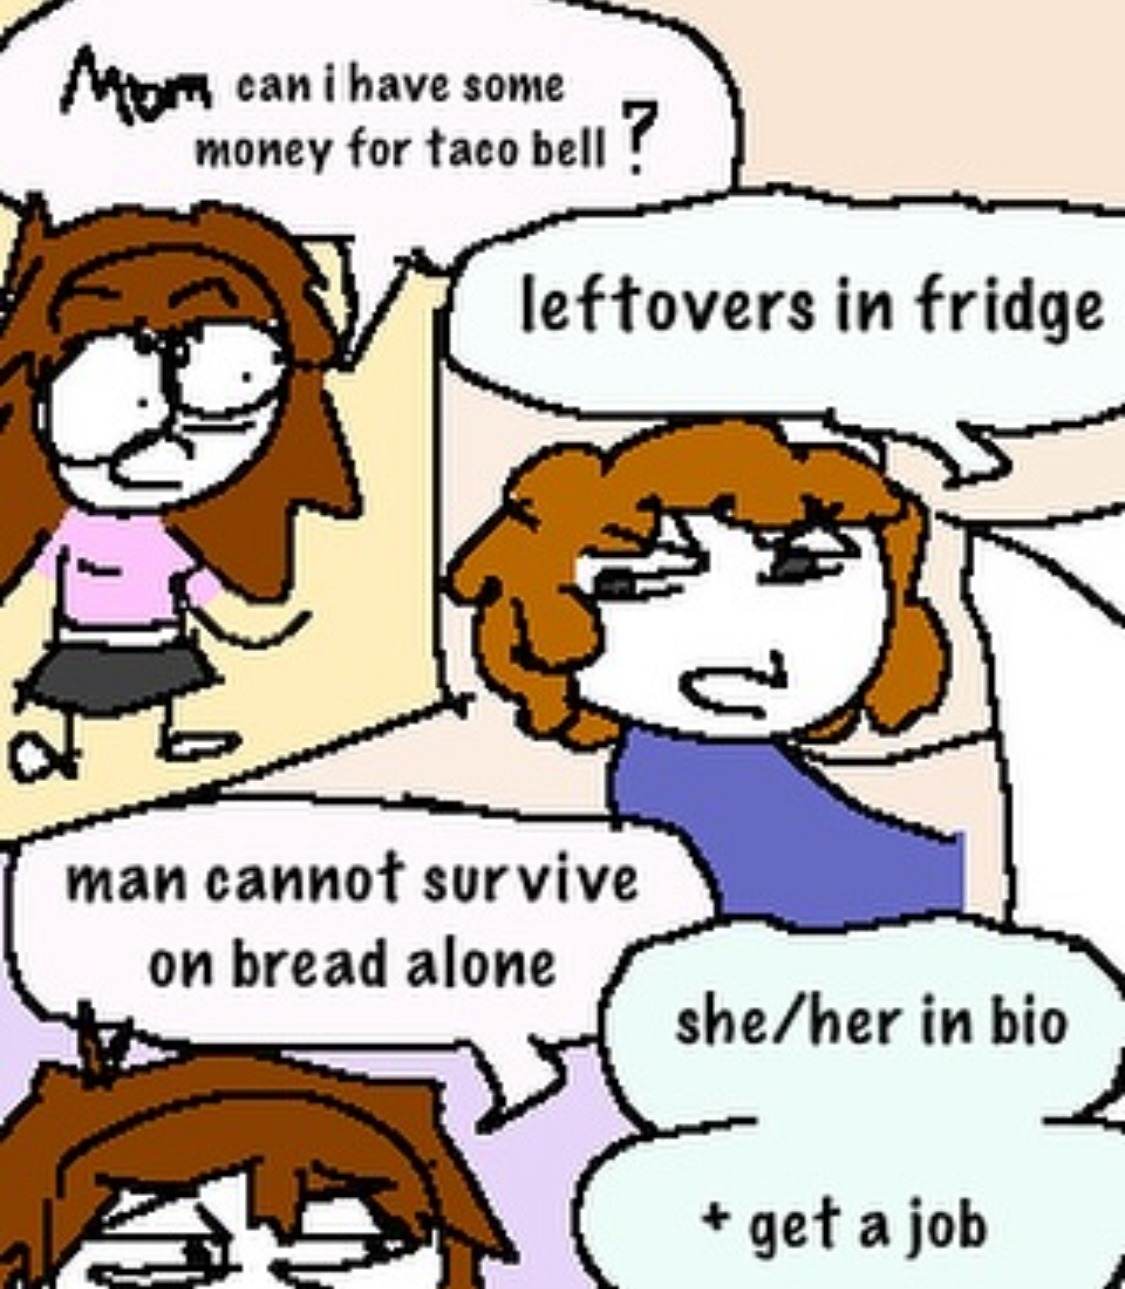 Mom can i have some
money for taco bell ?
leftovers in fridge
man cannot survive
on bread alone
she/her in bio
+ get a job